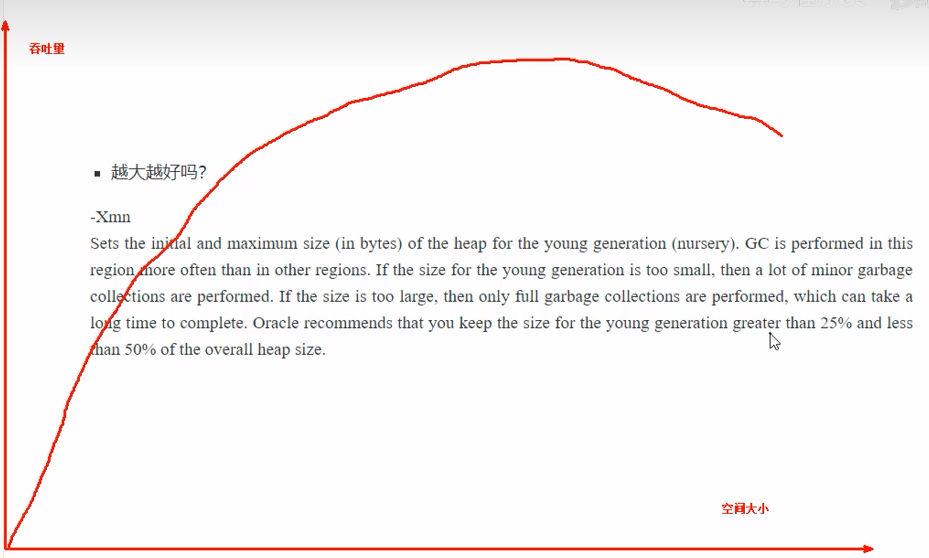 吞吐量
越大越好吗?
-Xmn
Sets the initial and maximum size (in bytes) of the heap for the young generation (nursery). GC is performed in this
region more often than in other regions. If the size for the young generation is too small, then a lot of minor garbage
collections are performed. If the size is too large, then only full garbage collections are performed, which can take a
long time to complete. Oracle recommends that you keep the size for the young generation greater than 25% and less
than 50% of the overall heap size.
空间大小